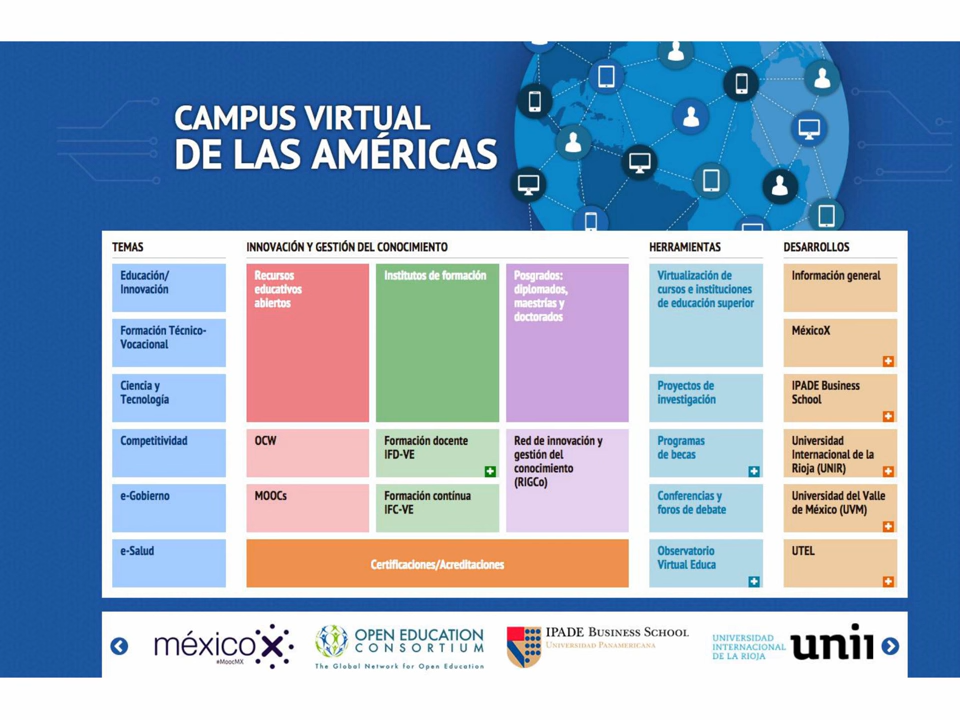 CAMPUS VIRTUAL
DE LAS AMÉRICAS
TEMAS
Educación/
Innovación
Formación Técnico-
Vocacional
Ciencia y
Tecnología
Competitividad
e-Gobierno
e-Salud
INNOVACIÓN Y GESTIÓN DEL CONOCIMIENTO
Recursos
educativos
abiertos
Institutos de formación
Posgrados:
diplomados,
maestrías y
doctorados
OCW
Formación docente
IFD-VE
Red de innovación y
gestión del
conocimiento
(RIGCo)
MOOCs
Formación contínua
IFC-VE
Certificaciones/Acreditaciones
HERRAMIENTAS
Virtualización de
cursos e instituciones
de educación superior
Proyectos de
investigación
Programas
de becas
Conferencias y
foros de debate
Observatorio
Virtual Educa
DESARROLLOS
Información general
MéxicoX
IPADE Business
School
Universidad
Internacional de la
Rioja (UNIR)
Universidad del Valle
de México (UVM)
UTEL
méxicoX
#MoocMX
OPEN EDUCATION
CONSORTIUM
The Global Network for Open Education
IPADE BUSINESS SCHOOL
UNIVERSIDAD PANAMERICANA
UNIVERSIDAD
INTERNACIONAL
DE LA RIOJA